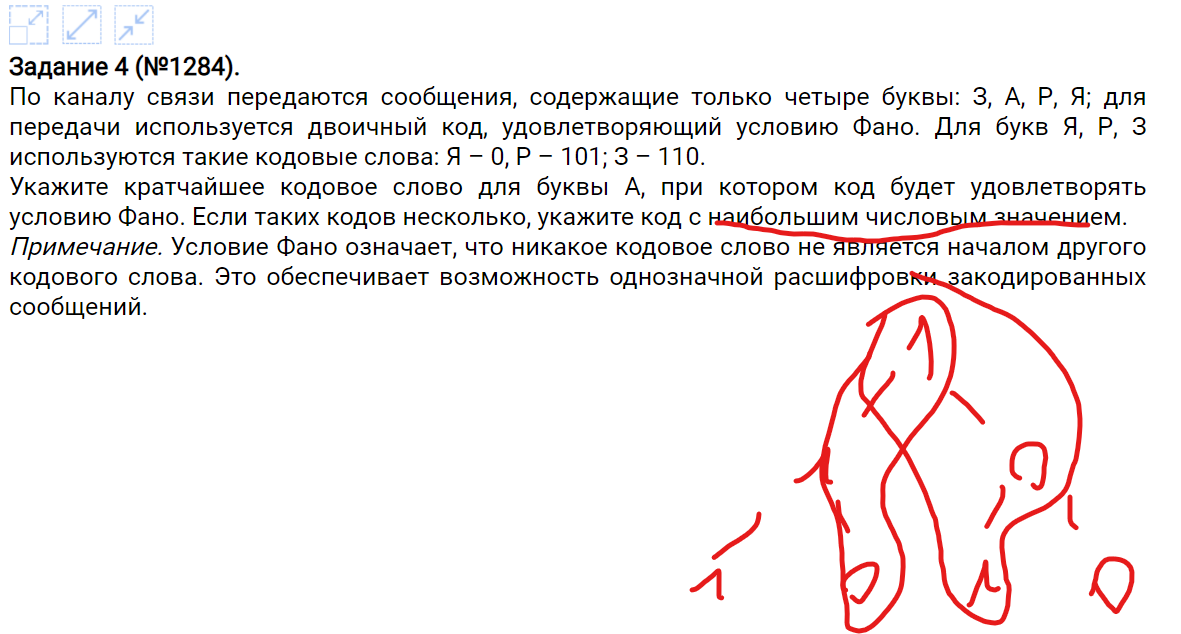 Задание 4 (№1284).
По каналу связи передаются сообщения, содержащие только четыре буквы: З, А, Р, Я; для
передачи используется двоичный код, удовлетворяющий условию Фано. Для букв Я, Р, З
используются такие кодовые слова: Я – 0, Р – 101; З – 110.
Укажите кратчайшее кодовое слово для буквы А, при котором код будет удовлетворять
условию Фано. Если таких кодов несколько, укажите код с наибольшим числовым значением.
Примечание. Условие Фано означает, что никакое кодовое слово не является началом другого
кодового слова. Это обеспечивает возможность однозначной расшифровки закодированных
сообщений.
1
1 0
1 0 1 0